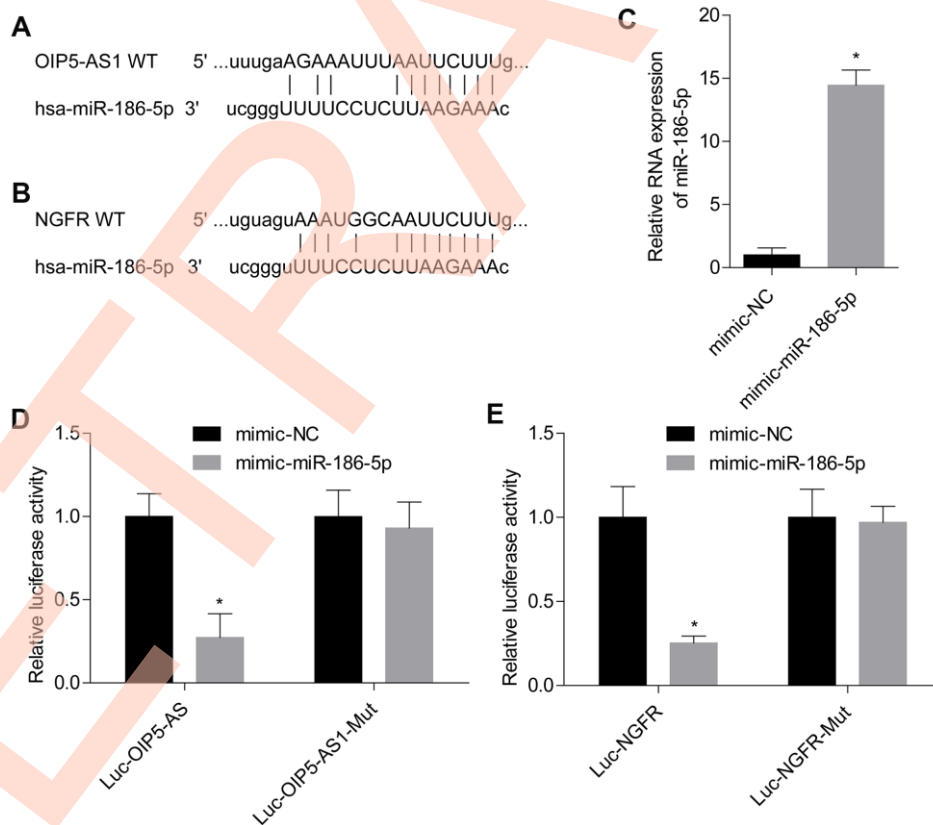 A
OIP5-AS1 WT 5' ...uuugaAGAAAUUUAAUUCUUUg...
hsa-miR-186-5p 3' ucgggUUUUCCUCUUAAGAAAc
B
NGFR WT 5' ...uguaguAAAUGGCAAUUCUUUg...
hsa-miR-186-5p 3' ucggguUUUCCUCUUAAGAAAc
C
Relative RNA expression
of miR-186-5p
20
15
10
5
0
mimic-NC
mimic-miR-186-5p
*
D
Relative luciferase activity
1.5
1.0
0.5
0.0
mimic-NC
mimic-miR-186-5p
*
Luc-OIP5-AS
Luc-OIP5-AS1-Mut
E
Relative luciferase activity
1.5
1.0
0.5
0.0
mimic-NC
mimic-miR-186-5p
*
Luc-NGFR
Luc-NGFR-Mut